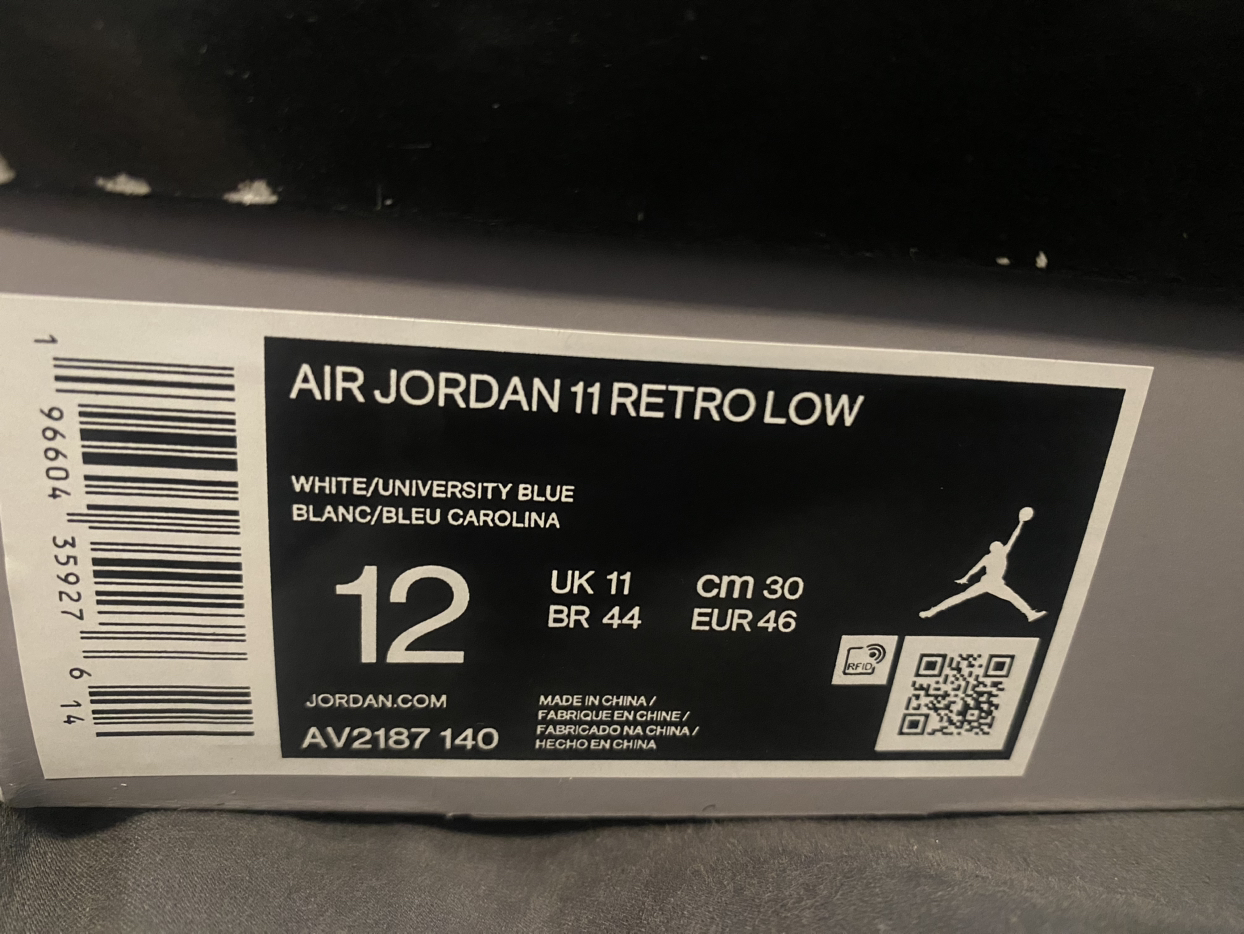 1 96604 35927 6 14
AIR JORDAN 11 RETRO LOW
WHITE/UNIVERSITY BLUE
BLANC/BLEU CAROLINA
12
UK 11
cm 30
BR 44
EUR 46
JORDAN.COM
AV2187 140
MADE IN CHINA /
FABRIQUE EN CHINE /
FABRICADO NA CHINA /
HECHO EN CHINA
RFID